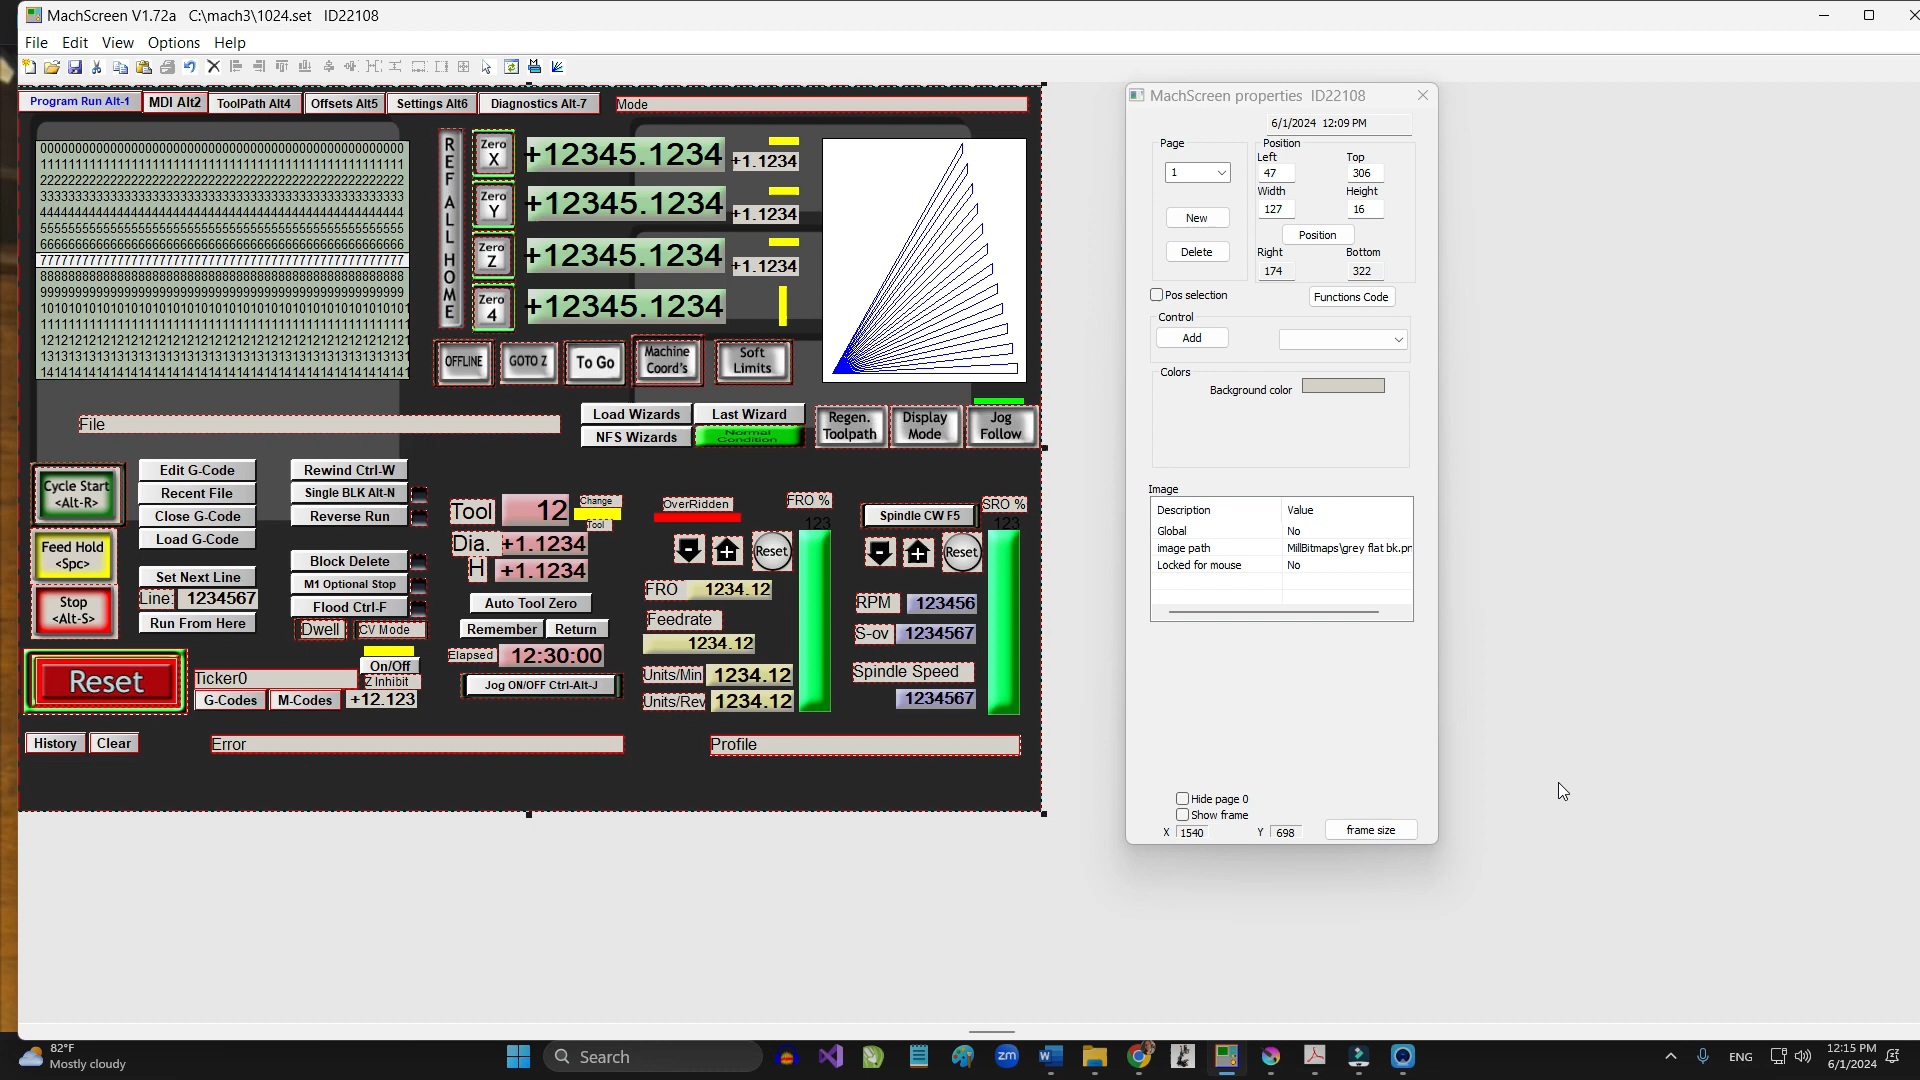 MachScreen V1.72a   C:\mach3\1024.set   ID22108
File   Edit   View   Options   Help
Program Run Alt-1   MDI Alt2   ToolPath Alt4   Offsets Alt5   Settings Alt6   Diagnostics Alt-7   Mode
REF ALL HOME
Zero X   +12345.1234   +1.1234
Zero Y   +12345.1234   +1.1234
Zero Z   +12345.1234   +1.1234
Zero 4   +12345.1234
OFFLINE   GOTO Z   To Go   Machine Coord's   Soft Limits
File
Load Wizards   Last Wizard
NFS Wizards   Normal Condition
Regen. Toolpath   Display Mode   Jog Follow
Cycle Start
<Alt-R>
Feed Hold
<Spc>
Stop
<Alt-S>
Reset
Edit G-Code
Recent File
Close G-Code
Load G-Code
Set Next Line
Line:   1234567
Run From Here
Rewind Ctrl-W
Single BLK Alt-N
Reverse Run
Block Delete
M1 Optional Stop
Flood Ctrl-F
Dwell   CV Mode
Ticker0
On/Off
Z Inhibit
G-Codes   M-Codes   +12.123
Tool   12   Change
Tool
Dia.   +1.1234
H   +1.1234
Auto Tool Zero
Remember   Return
Elapsed   12:30:00
Jog ON/OFF Ctrl-Alt-J
OverRidden   FRO %
123
Reset
FRO   1234.12
Feedrate
1234.12
Units/Min   1234.12
Units/Rev   1234.12
Spindle CW F5   SRO %
123
Reset
RPM   123456
S-ov   1234567
Spindle Speed
1234567
History   Clear   Error   Profile
MachScreen properties   ID22108
6/1/2024   12:09 PM
Page   Position
Left   Top
1   47   306
Width   Height
127   16
New   Position
Delete   Right   Bottom
174   322
Pos selection   Functions Code
Control
Add
Colors
Background color
Image
Description   Value
Global   No
image path   MillBitmaps\grey flat bk.pr
Locked for mouse   No
Hide page 0
Show frame
X   1540   Y   698   frame size
82°F
Mostly cloudy
Search
zm
ENG
12:15 PM
6/1/2024